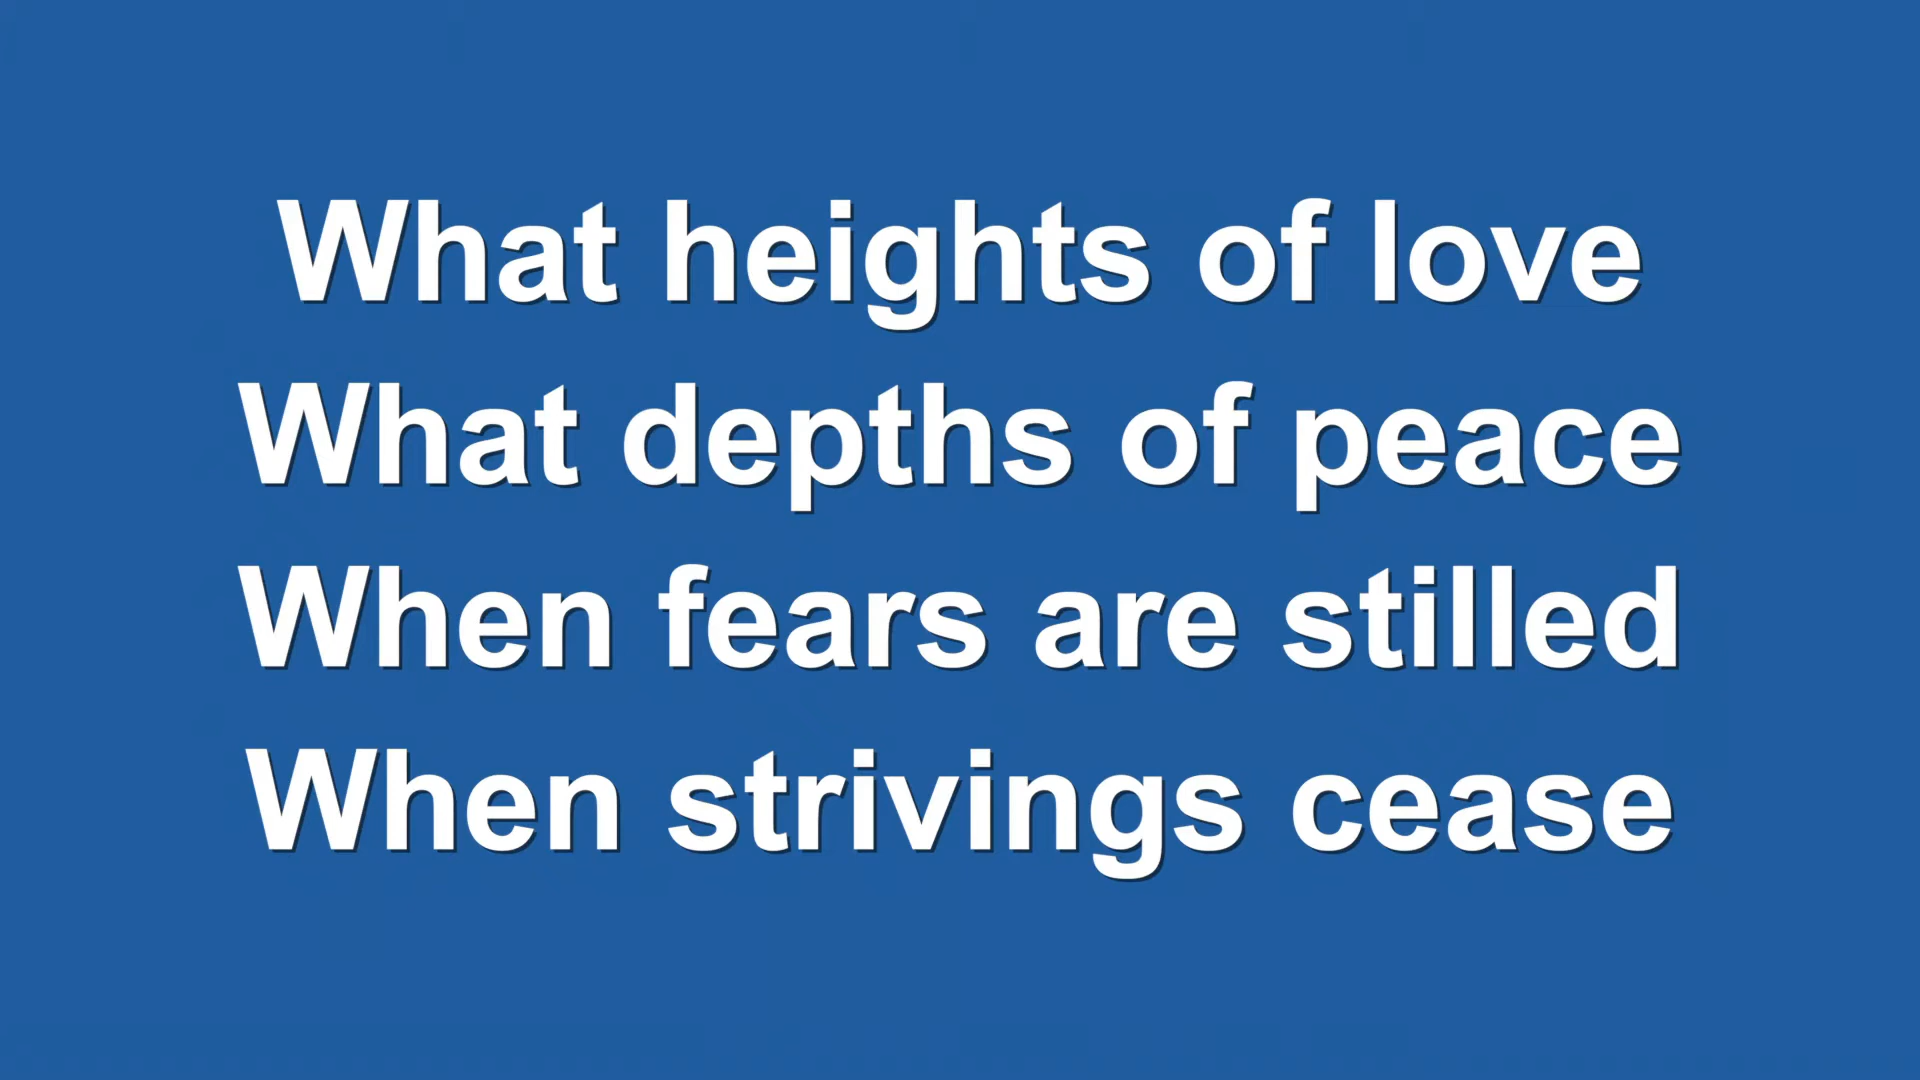 What heights of love
What depths of peace
When fears are stilled
When strivings cease